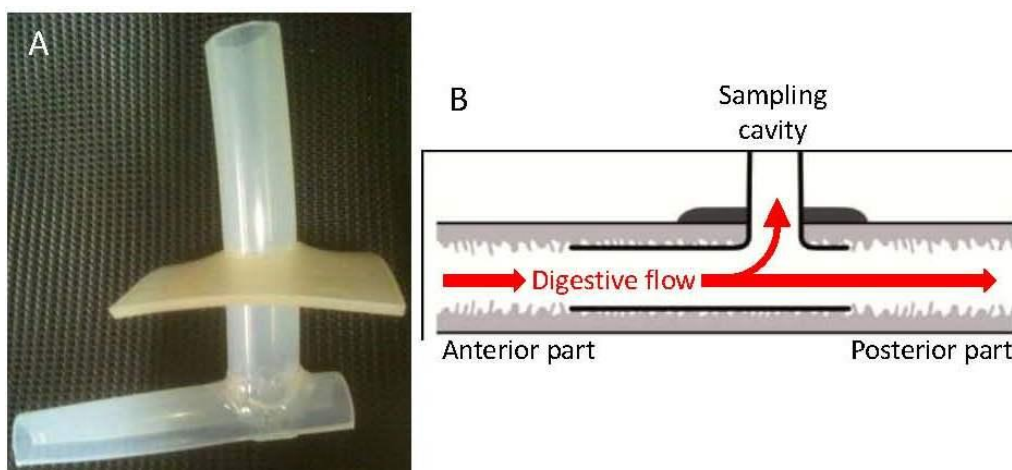 A
B
Sampling
cavity
Digestive flow
Anterior part
Posterior part